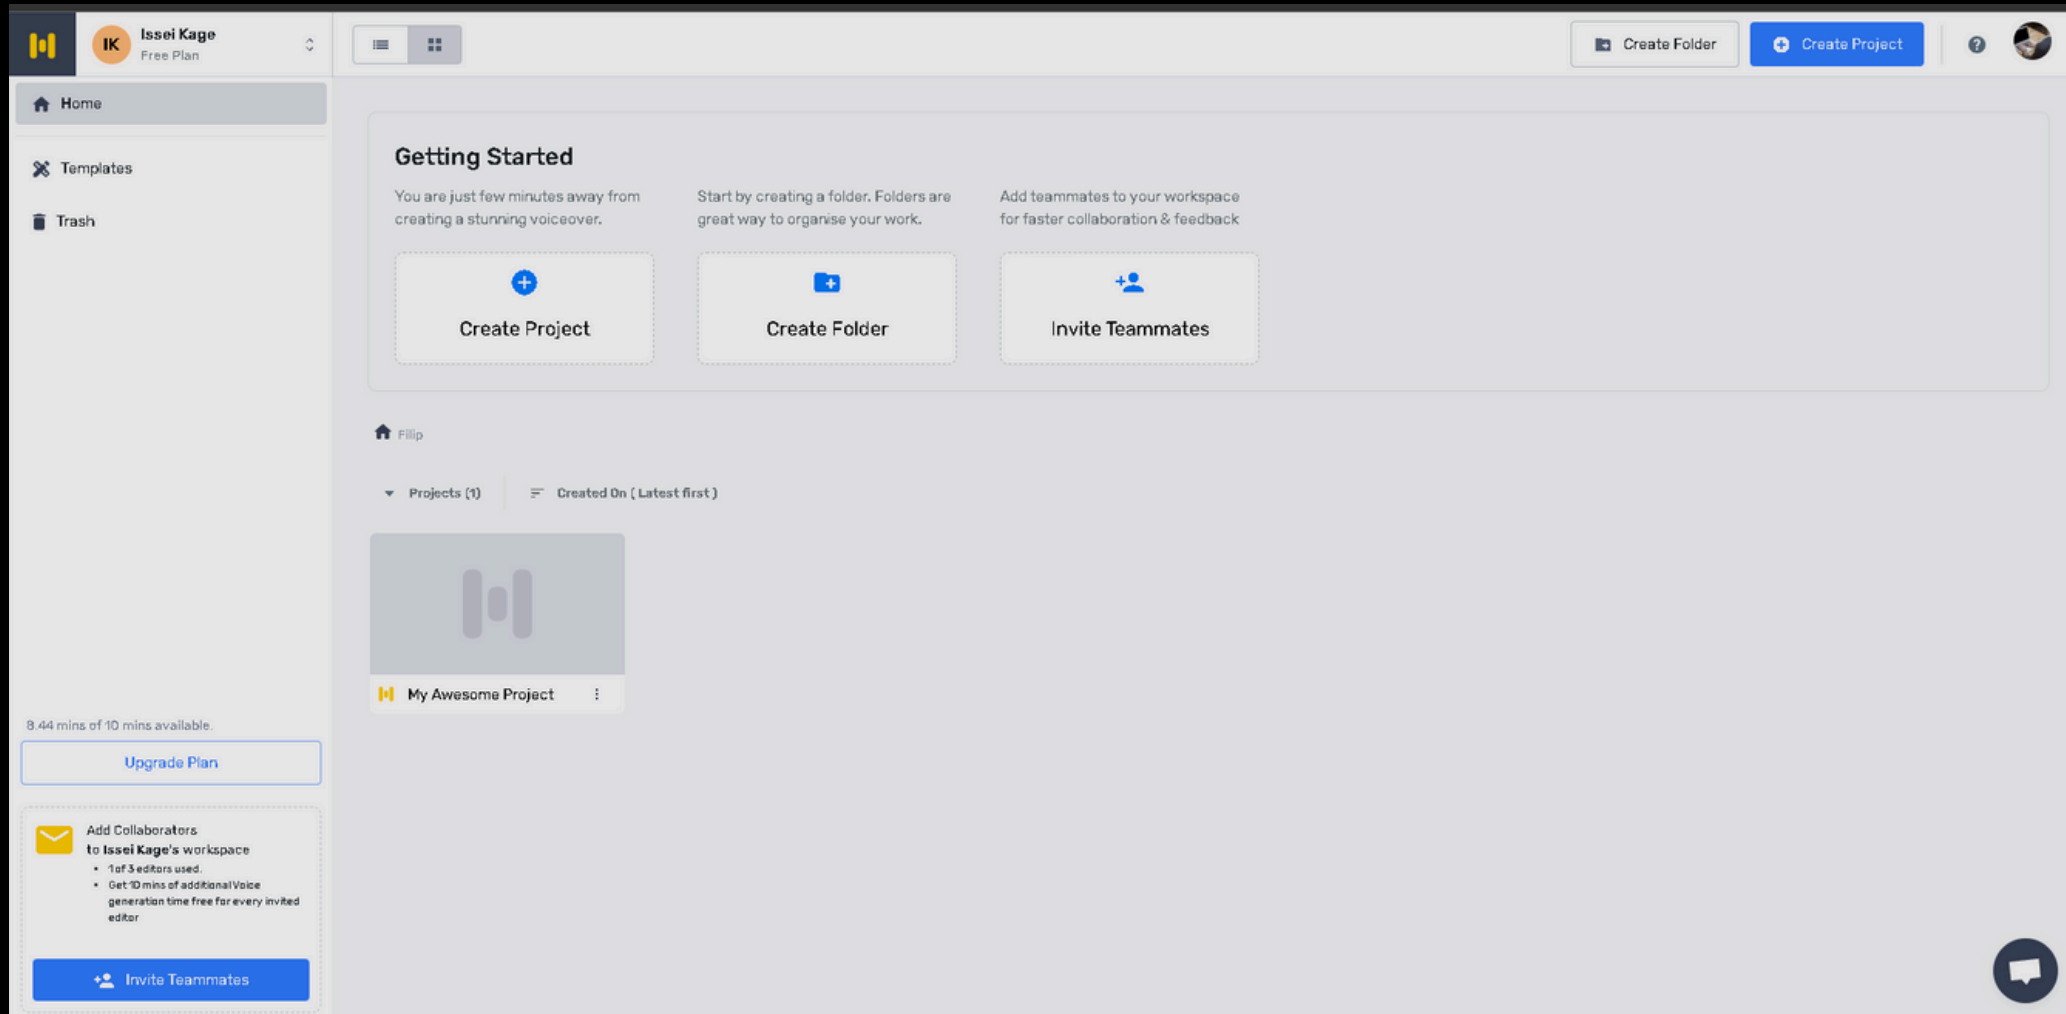 IK
Issei Kage
Free Plan
Create Folder
Create Project
Home
Templates
Trash
Getting Started
You are just few minutes away from
creating a stunning voiceover.
Create Project
Start by creating a folder. Folders are
great way to organise your work.
Create Folder
Add teammates to your workspace
for faster collaboration & feedback
Invite Teammates
Filip
Projects (1)
Created On ( Latest first )
My Awesome Project
8.44 mins of 10 mins available.
Upgrade Plan
Add Collaborators
to Issei Kage's workspace
• 1 of 3 editors used.
• Get 10 mins of additional Voice
generation time free for every invited
editor
Invite Teammates